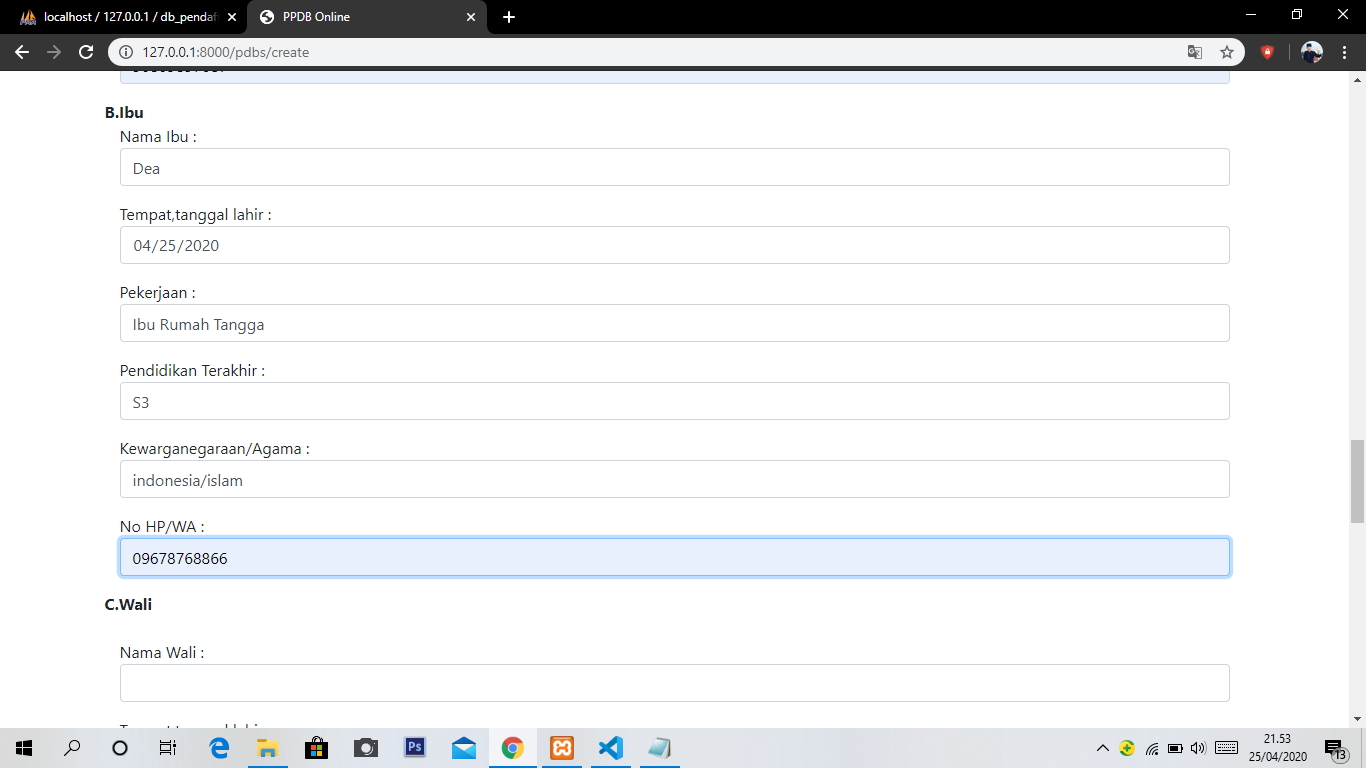 localhost / 127.0.0.1 / db_pendaf
PPDB Online
127.0.0.1:8000/pdbs/create
B.Ibu
Nama Ibu :
Dea
Tempat,tanggal lahir :
04/25/2020
Pekerjaan :
Ibu Rumah Tangga
Pendidikan Terakhir :
S3
Kewarganegaraan/Agama :
indonesia/islam
No HP/WA :
09678768866
C.Wali
Nama Wali :
Ps
21.53
25/04/2020
13